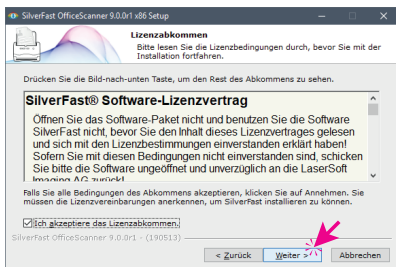 SilverFast OfficeScanner 9.0.0r1 x86 Setup
Lizenzabkommen
Bitte lesen Sie die Lizenzbedingungen durch, bevor Sie mit der
Installation fortfahren.
Drücken Sie die Bild-nach-unten Taste, um den Rest des Abkommens zu sehen.
SilverFast® Software-Lizenzvertrag
Öffnen Sie das Software-Paket nicht und benutzen Sie die Software
SilverFast nicht, bevor Sie den Inhalt dieses Lizenzvertrages gelesen
und sich mit den Lizenzbestimmungen einverstanden erklärt haben!
Sofern Sie mit diesen Bedingungen nicht einverstanden sind, schicken
Sie bitte die Software ungeöffnet und unverzüglich an die LaserSoft
Imaging AG zurück!
Falls Sie alle Bedingungen des Abkommens akzeptieren, klicken Sie auf Annehmen. Sie
müssen die Lizenzvereinbarungen anerkennen, um SilverFast installieren zu können.
Ich akzeptiere das Lizenzabkommen.
SilverFast OfficeScanner 9.0.0r1 - (190513)
< Zurück Weiter > Abbrechen